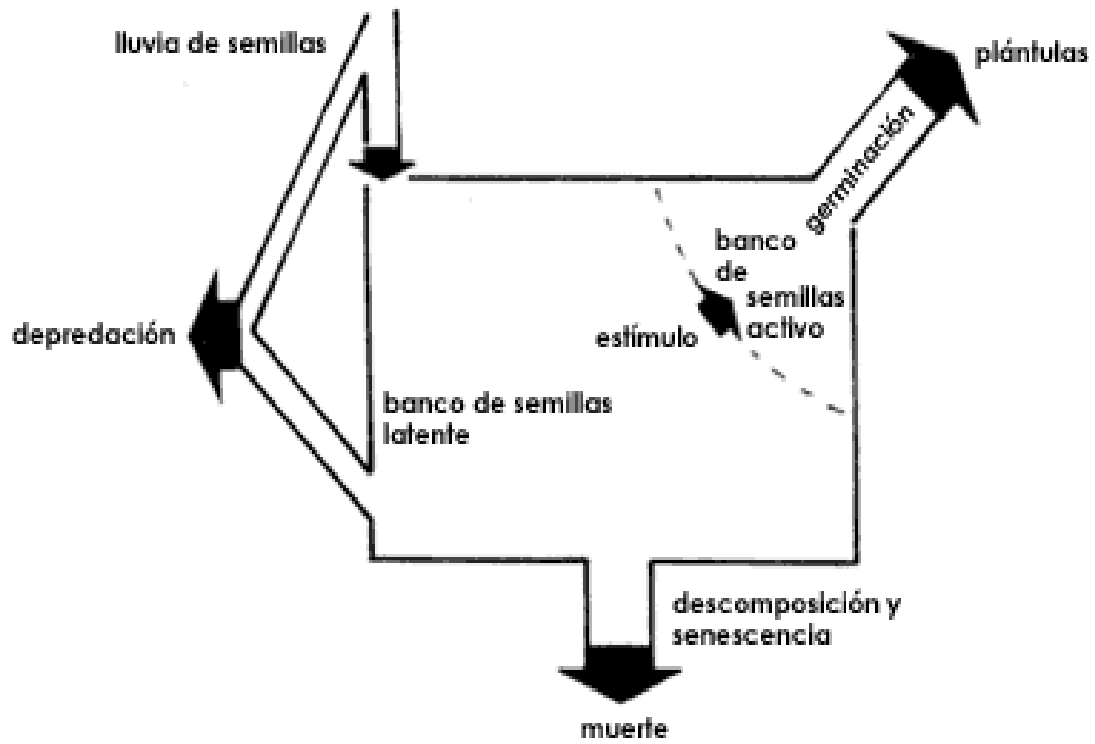 lluvia de semillas
plántulas
germinación
banco
de
semillas
activo
estímulo
depredación
banco de semillas
latente
descomposición y
senescencia
muerte